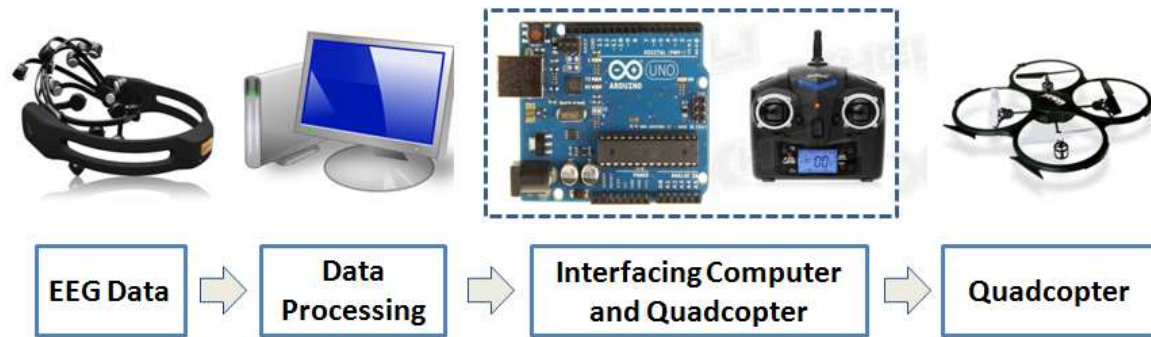 UNO
ARDUINO
EEG Data
Data
Processing
Interfacing Computer
and Quadcopter
Quadcopter